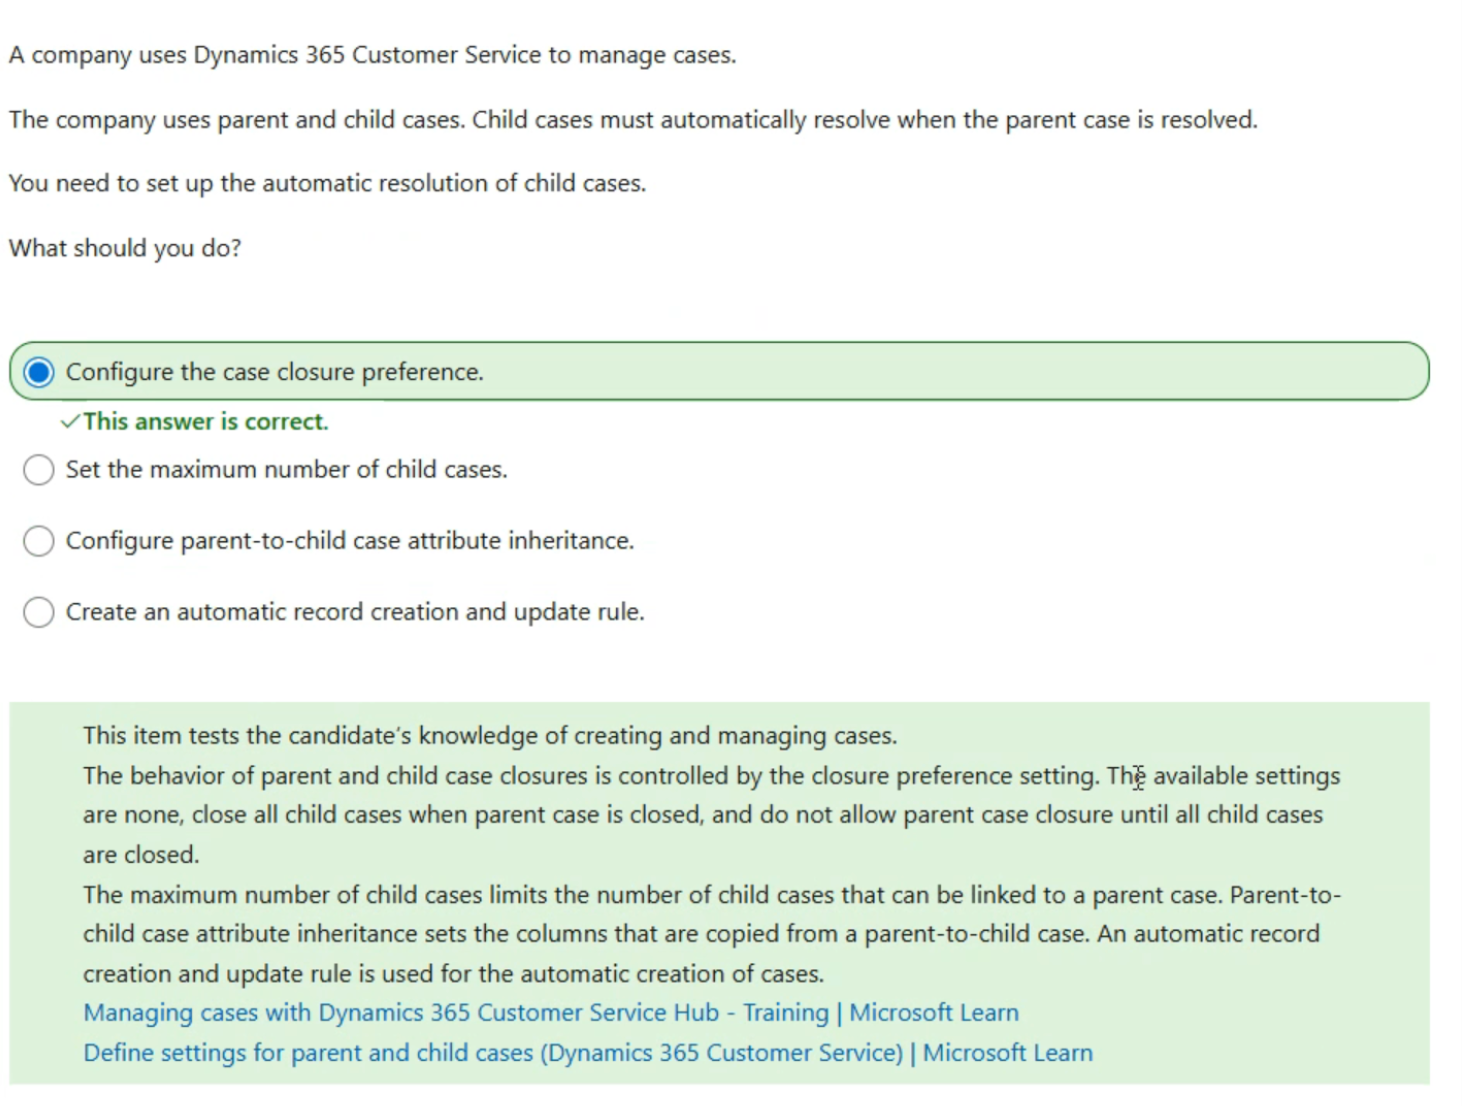 A company uses Dynamics 365 Customer Service to manage cases.
The company uses parent and child cases. Child cases must automatically resolve when the parent case is resolved.
You need to set up the automatic resolution of child cases.
What should you do?
Configure the case closure preference.
✓This answer is correct.
Set the maximum number of child cases.
Configure parent-to-child case attribute inheritance.
Create an automatic record creation and update rule.
This item tests the candidate's knowledge of creating and managing cases.
The behavior of parent and child case closures is controlled by the closure preference setting. The available settings
are none, close all child cases when parent case is closed, and do not allow parent case closure until all child cases
are closed.
The maximum number of child cases limits the number of child cases that can be linked to a parent case. Parent-to-
child case attribute inheritance sets the columns that are copied from a parent-to-child case. An automatic record
creation and update rule is used for the automatic creation of cases.
Managing cases with Dynamics 365 Customer Service Hub - Training | Microsoft Learn
Define settings for parent and child cases (Dynamics 365 Customer Service) | Microsoft Learn